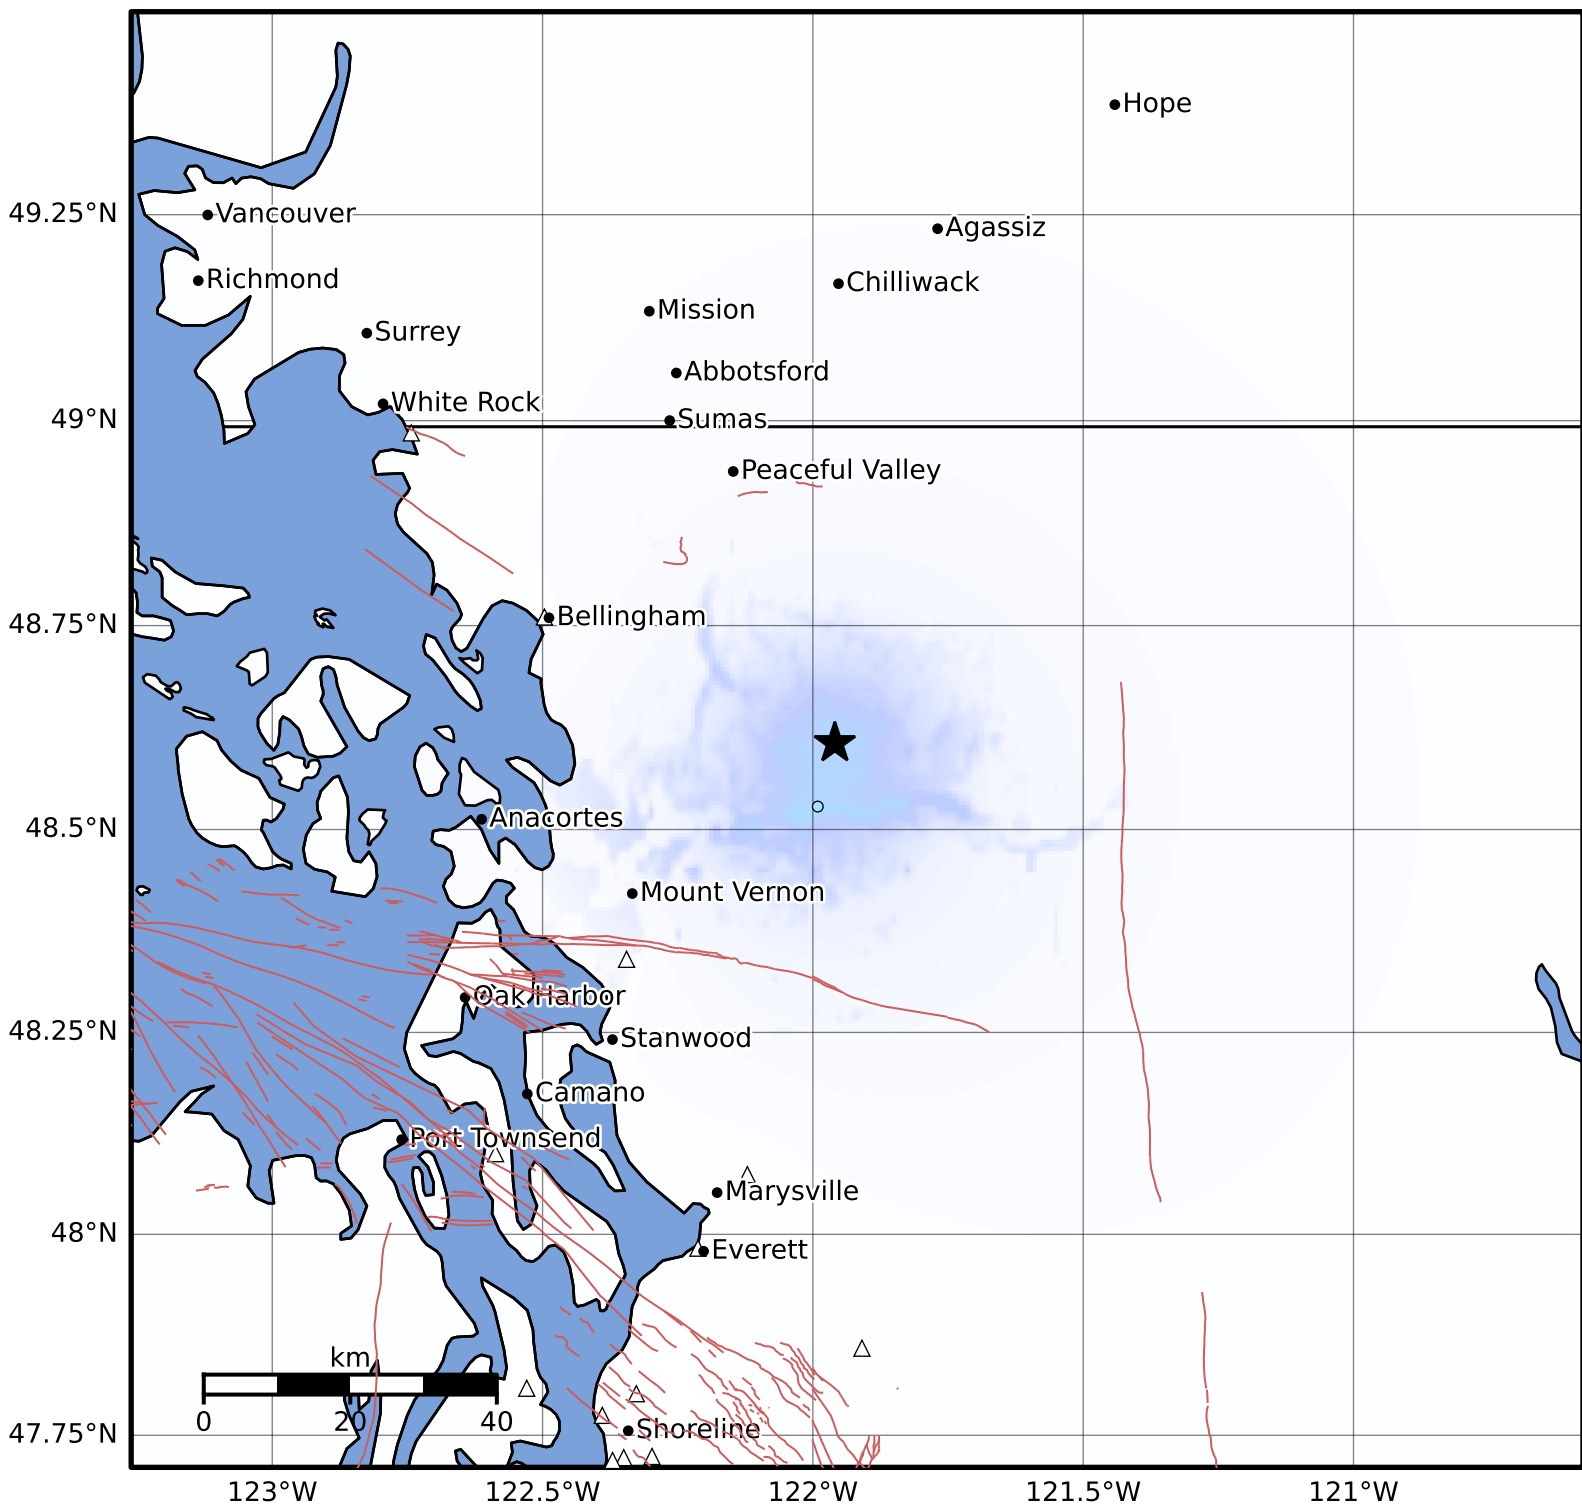 Hope
49.25°N
Vancouver
Agassiz
Richmond
Chilliwack
Mission
Surrey
Abbotsford
White Rock
49°N
Sumas
Peaceful Valley
48.75°N
Bellingham
48.5°N
Anacortes
Mount Vernon
Oak Harbor
48.25°N
Stanwood
Camano
Port Townsend
Marysville
48°N
Everett
km
0 20 40
47.75°N
Shoreline
123°W 122.5°W 122°W 121.5°W 121°W